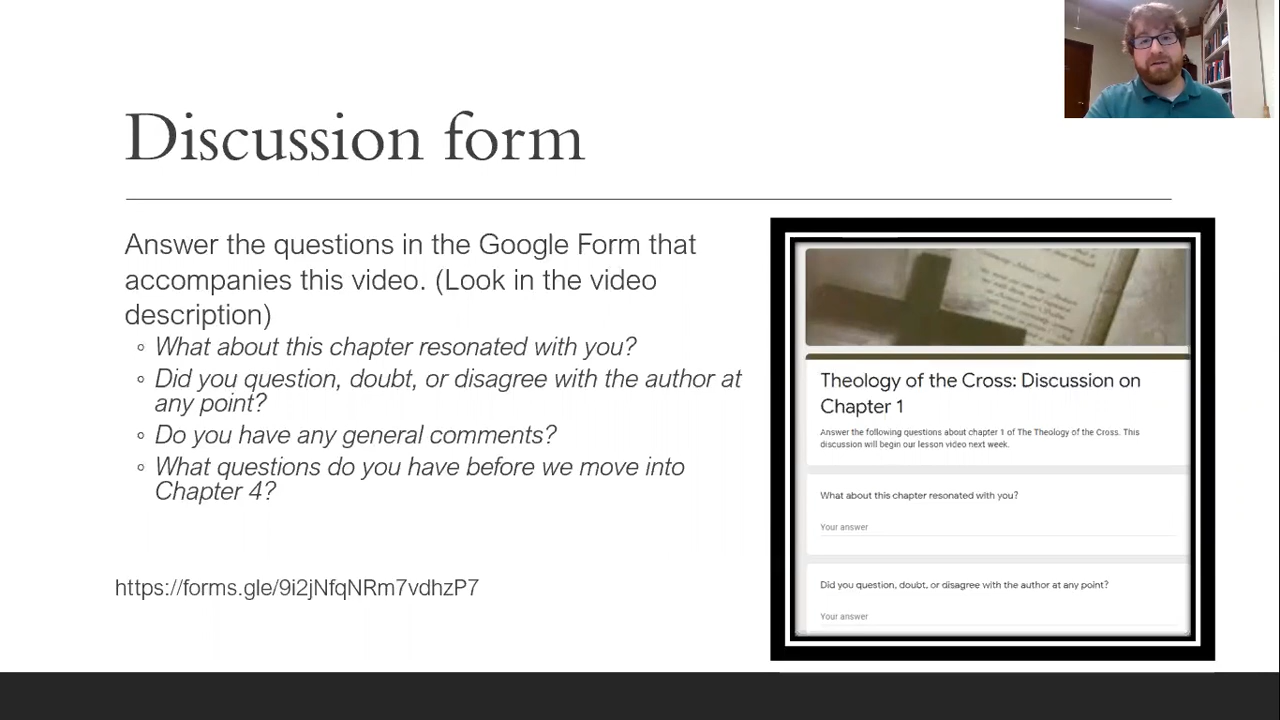 Discussion form
Answer the questions in the Google Form that
accompanies this video. (Look in the video
description)
What about this chapter resonated with you?
Did you question, doubt, or disagree with the author at
any point?
Do you have any general comments?
What questions do you have before we move into
Chapter 4?
https://forms.gle/9i2jNfqNRm7vdhzP7
Theology of the Cross: Discussion on
Chapter 1
Answer the following questions about chapter 1 of The Theology of the Cross. This
discussion will begin our lesson video next week.
What about this chapter resonated with you?
Your answer
Did you question, doubt, or disagree with the author at any point?
Your answer